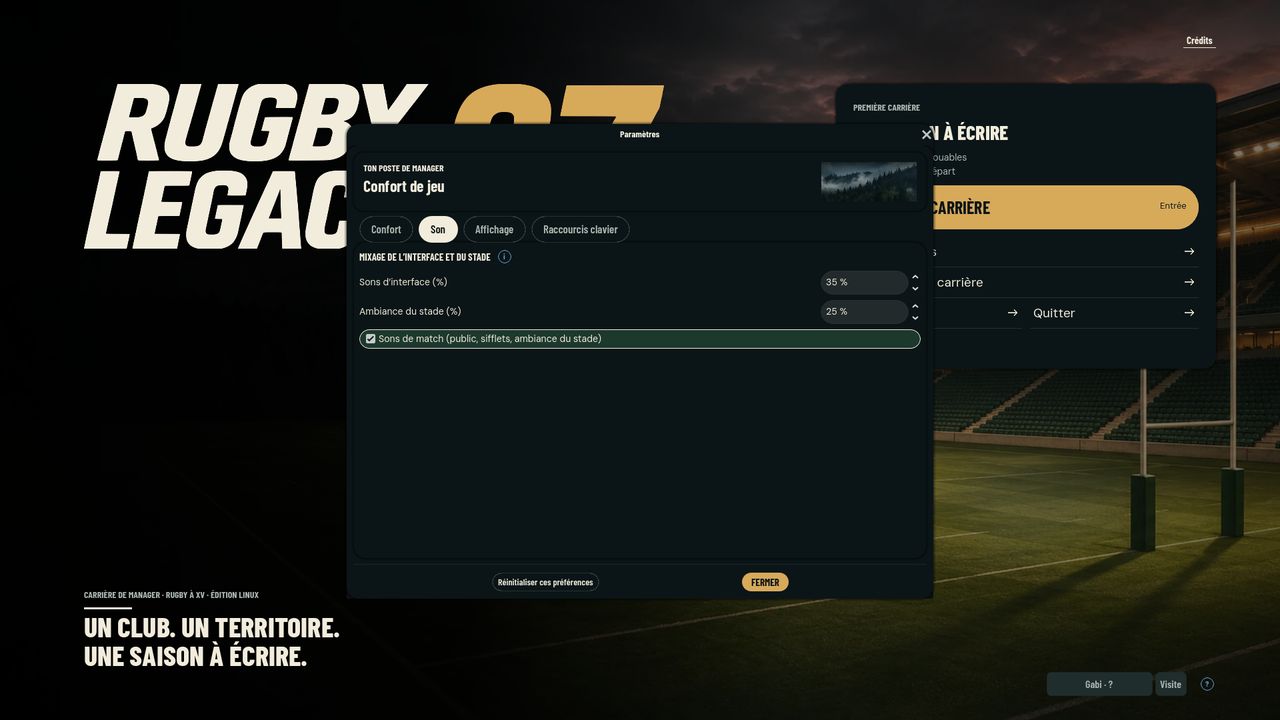 Crédits
RUGBY
LEGAC
PREMIÈRE CARRIÈRE
À ÉCRIRE
CARRIÈRE
Entrée
carrière
Quitter
Paramètres
TON POSTE DE MANAGER
Confort de jeu
Confort
Son
Affichage
Raccourcis clavier
MIXAGE DE L'INTERFACE ET DU STADE
Sons d'interface (%)
35 %
Ambiance du stade (%)
25 %
Sons de match (public, sifflets, ambiance du stade)
Réinitialiser ces préférences
FERMER
CARRIÈRE DE MANAGER · RUGBY À XV · ÉDITION LINUX
UN CLUB. UN TERRITOIRE.
UNE SAISON À ÉCRIRE.
Gabi - ?
Visite
?